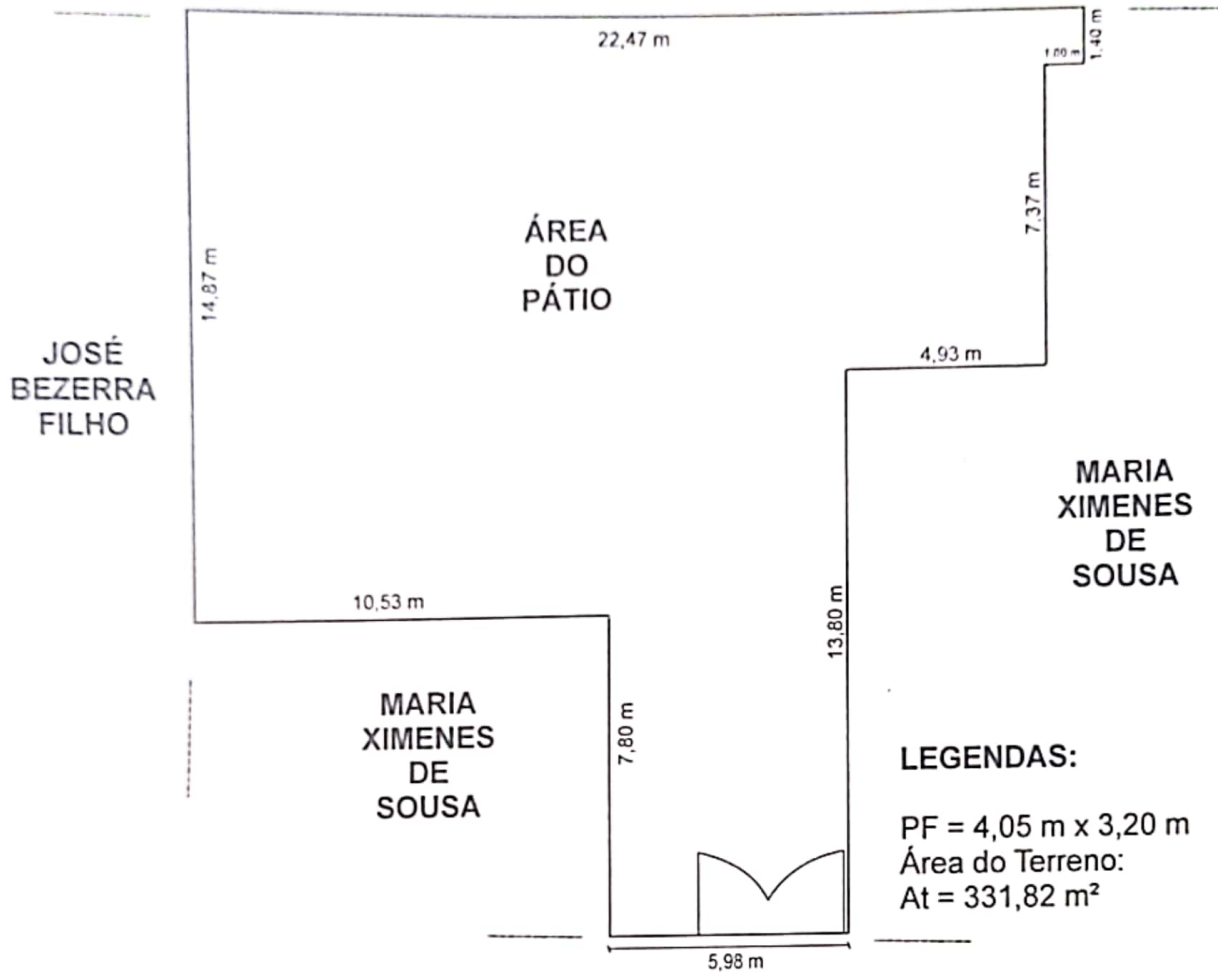 22,47 m
1,00 m
1,40 m
7,37 m
14,87 m
ÁREA
DO
PÁTIO
4,93 m
JOSÉ
BEZERRA
FILHO
MARIA
XIMENES
DE
SOUSA
10,53 m
13,80 m
7,80 m
MARIA
XIMENES
DE
SOUSA
LEGENDAS:
PF = 4,05 m x 3,20 m
Área do Terreno:
At = 331,82 m²
5,98 m